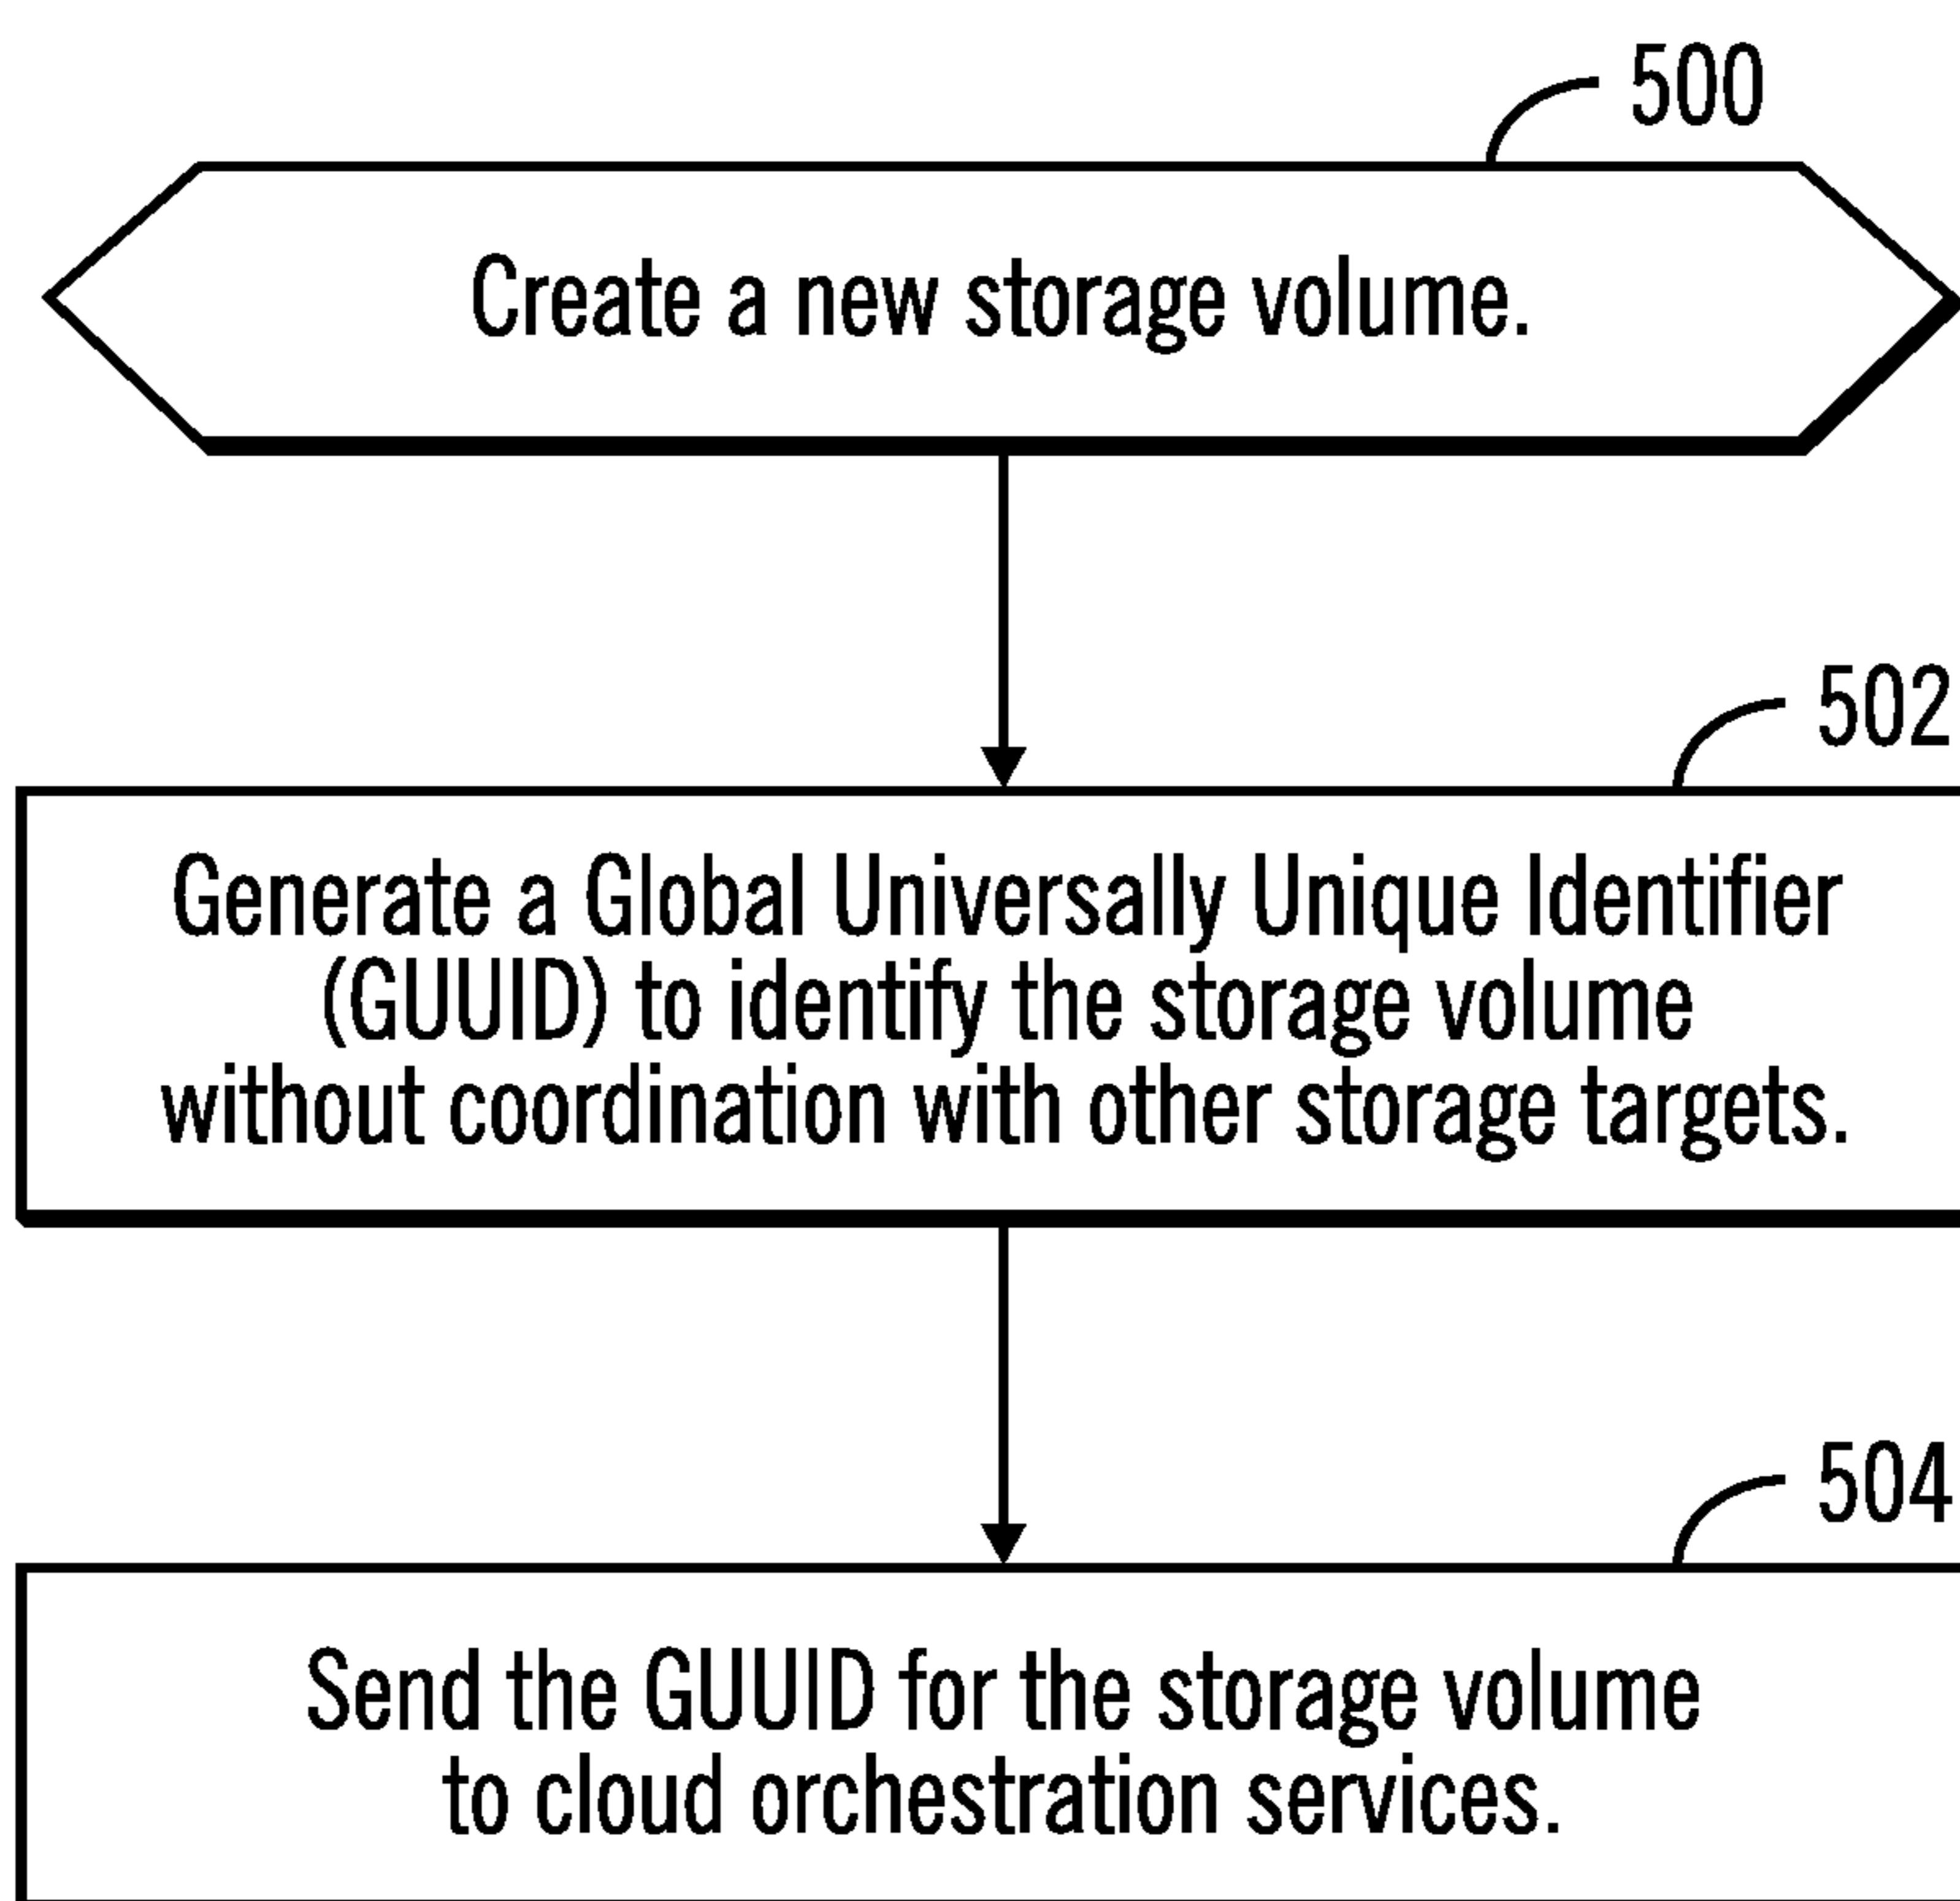 500
Create a new storage volume.
502
Generate a Global Universally Unique Identifier
(GUUID) to identify the storage volume
without coordination with other storage targets.
504
Send the GUUID for the storage volume
to cloud orchestration services.